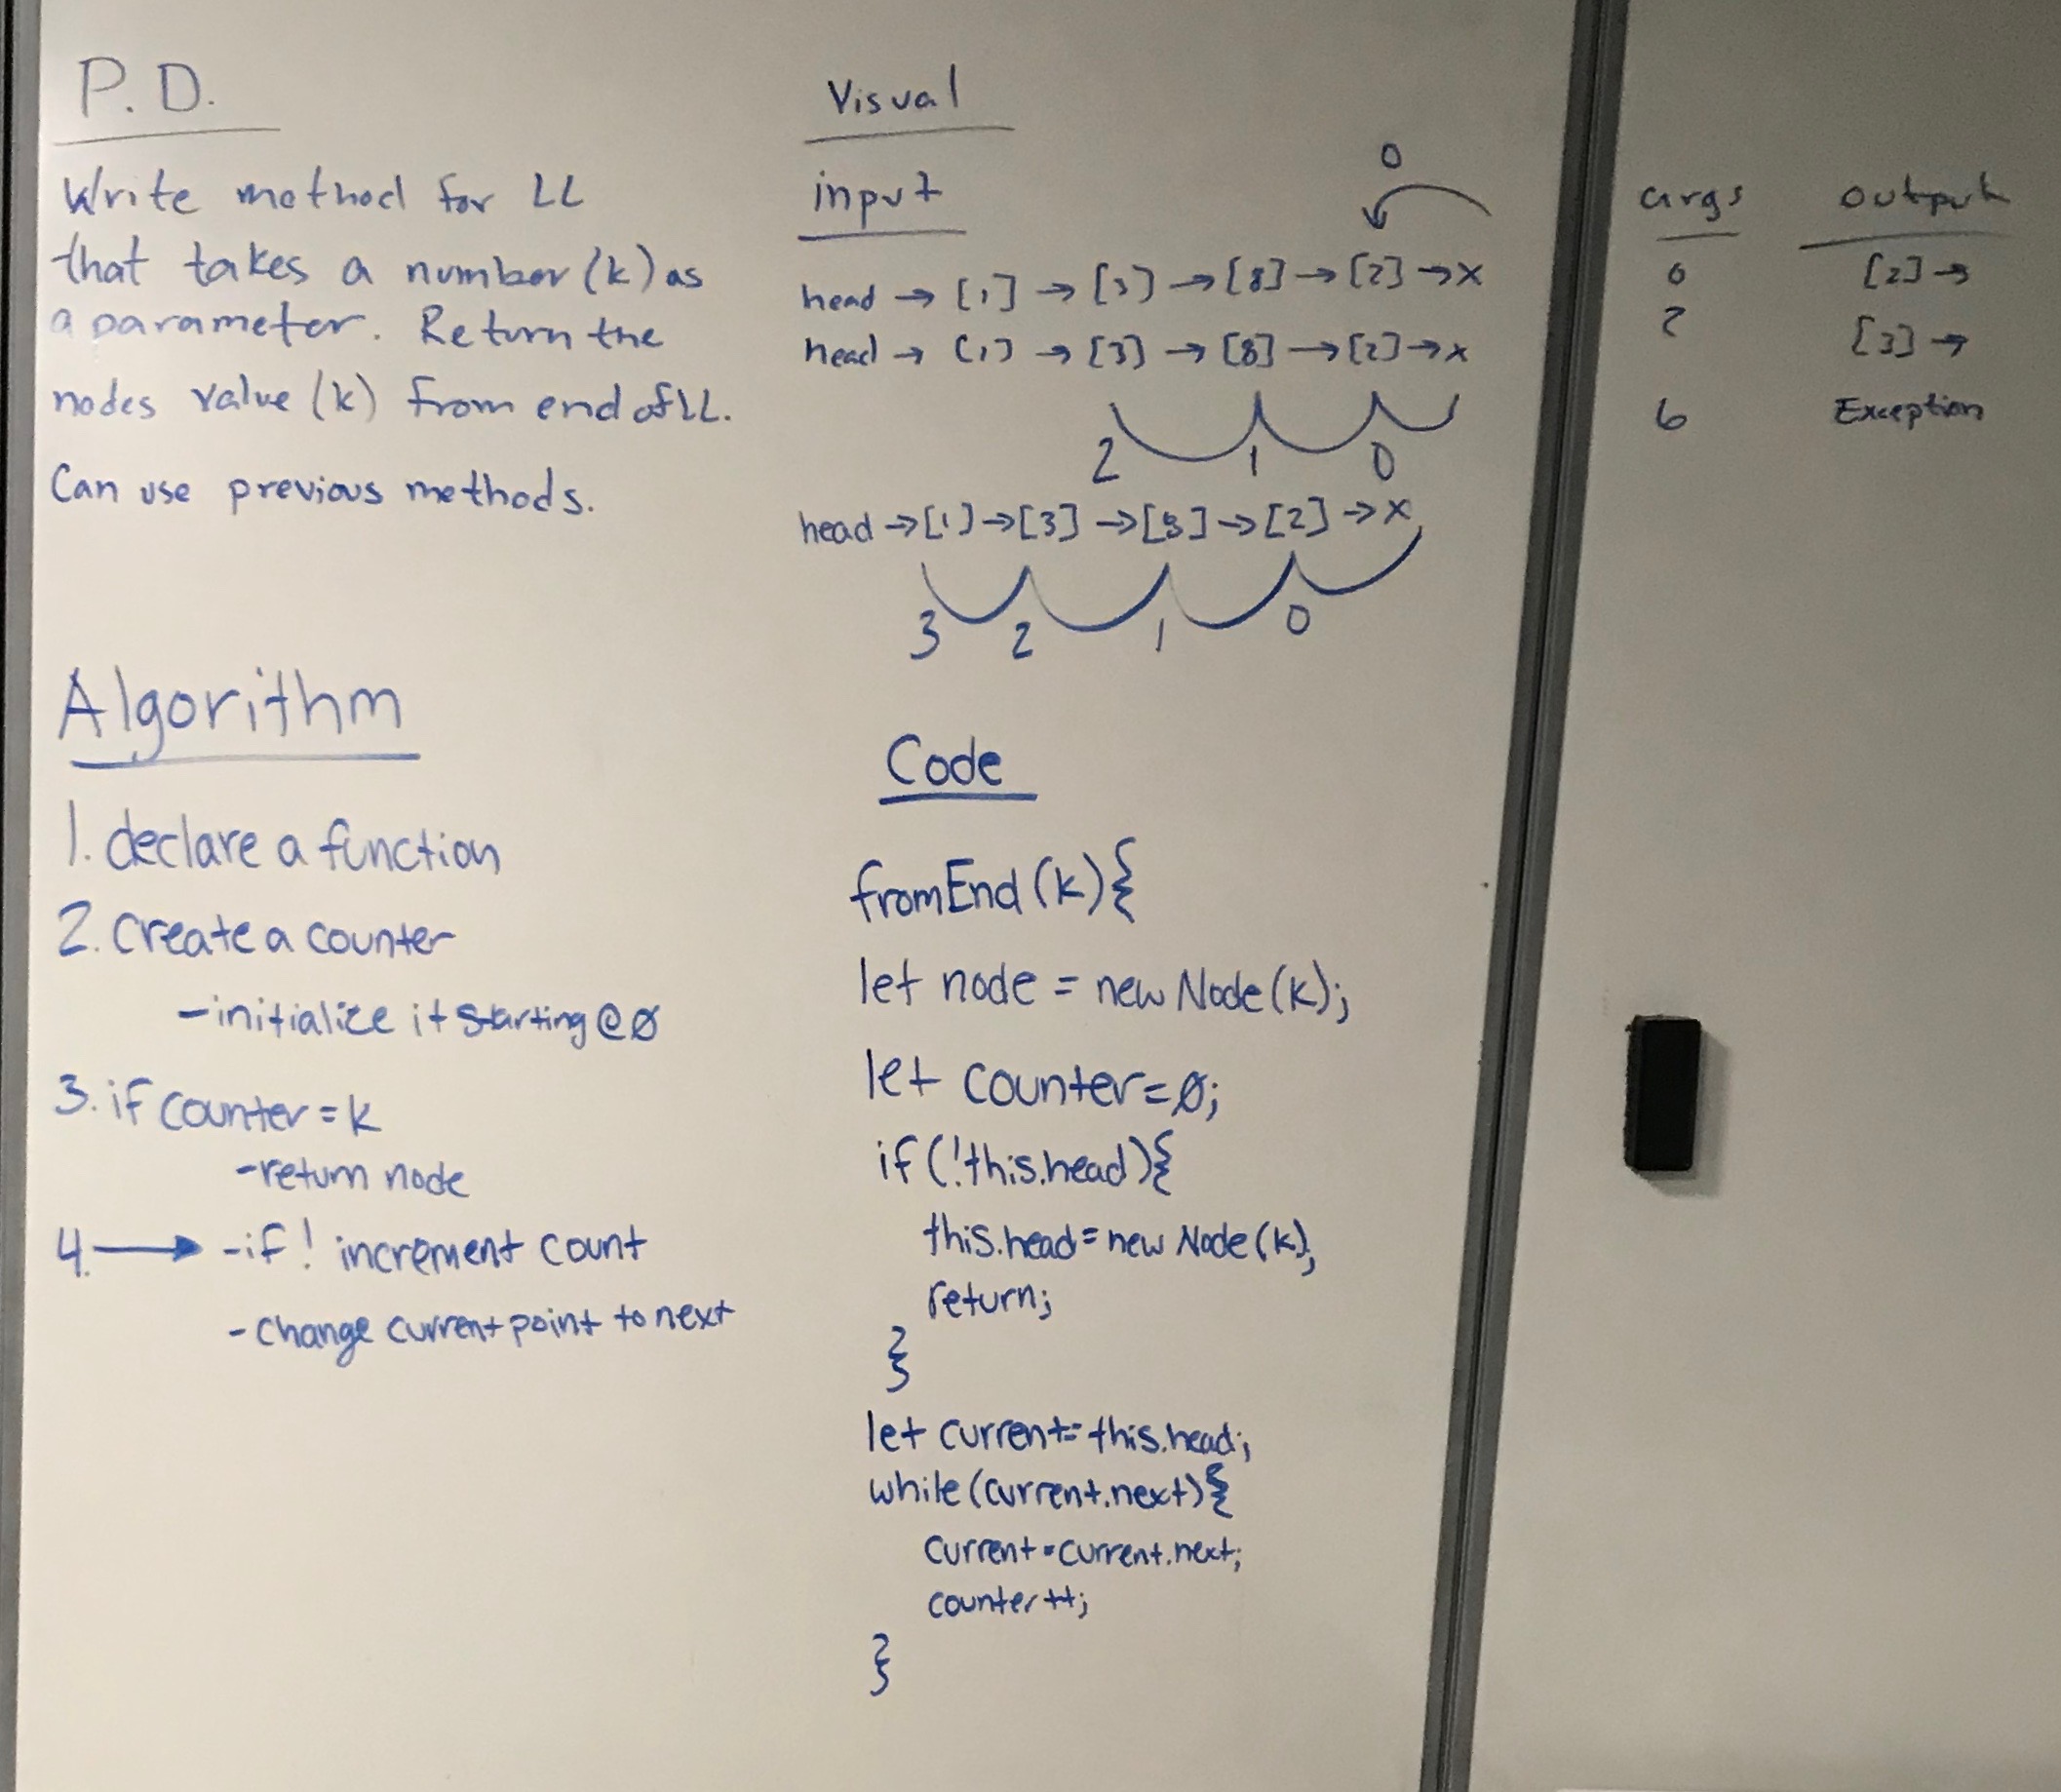 P.D.
Write method for LL
that takes a number (k) as
a parameter. Return the
nodes value (k) from end of LL.
Can use previous methods.
Algorithm
1. declare a function
2. Create a counter
- initialize it starting @ 0
3. if counter = k
- return node
4. → - if ! increment count
- change current point to next
Visual
input
0
head → [1] → [3] → [8] → [2] → x
head → [1] → [3] → [8] → [2] → x
2 1 0
head → [1] → [3] → [8] → [2] → x
3 2 1 0
Code
fromEnd (k) {
let node = new Node(k);
let counter = 0;
if (!this.head) {
this.head = new Node (k);
return;
}
let current = this.head;
while (current.next) {
current = current.next;
counter ++;
}
args output
0 [2] →
2 [3] →
6 Exception